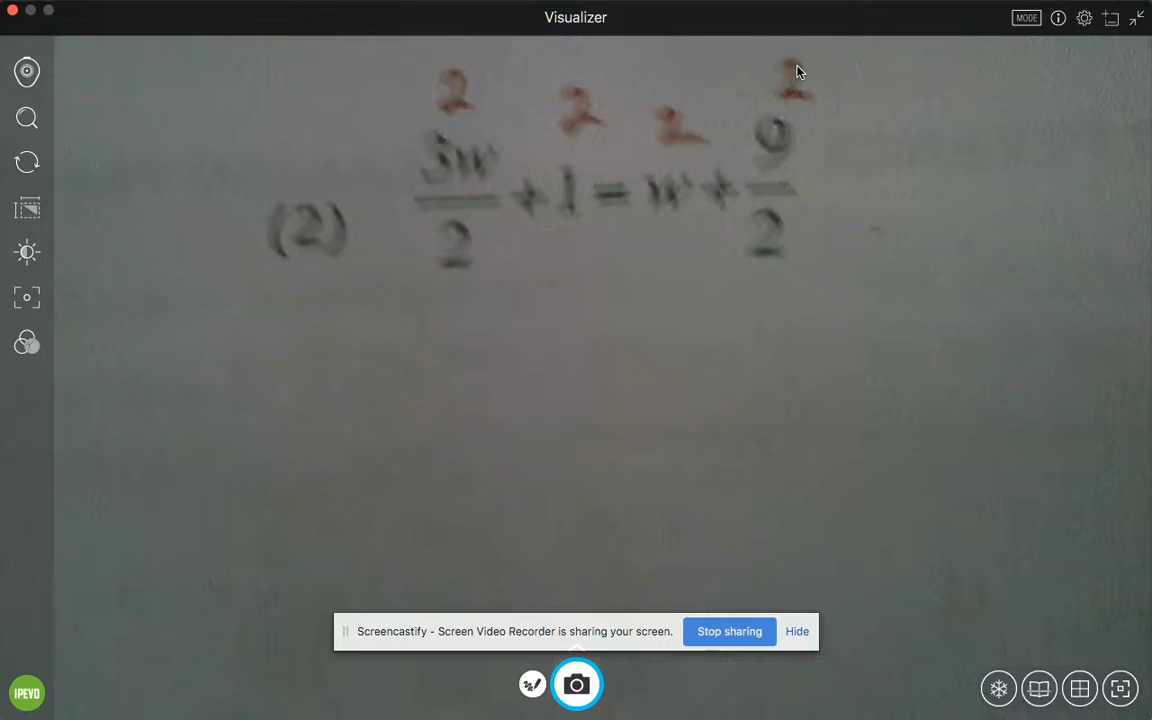 Visualizer
MODE
2 2 2 2
(2) 3w/2 + 1 = w + 9/2
Screencastify - Screen Video Recorder is sharing your screen. Stop sharing Hide
IPEVO